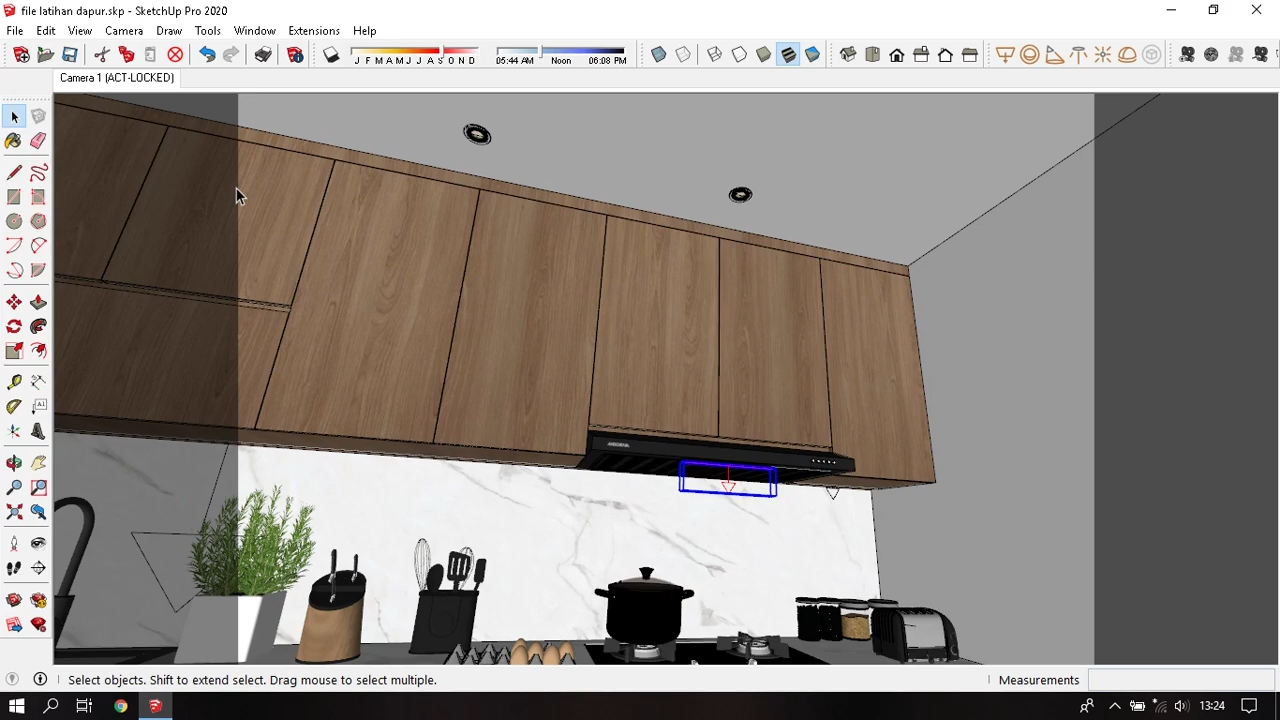 file latihan dapur.skp - SketchUp Pro 2020
File Edit View Camera Draw Tools Window Extensions Help
J F M A M J J A S O N D 05:44 AM Noon 06:08 PM
Camera 1 (ACT-LOCKED)
Select objects. Shift to extend select. Drag mouse to select multiple. Measurements
13:24